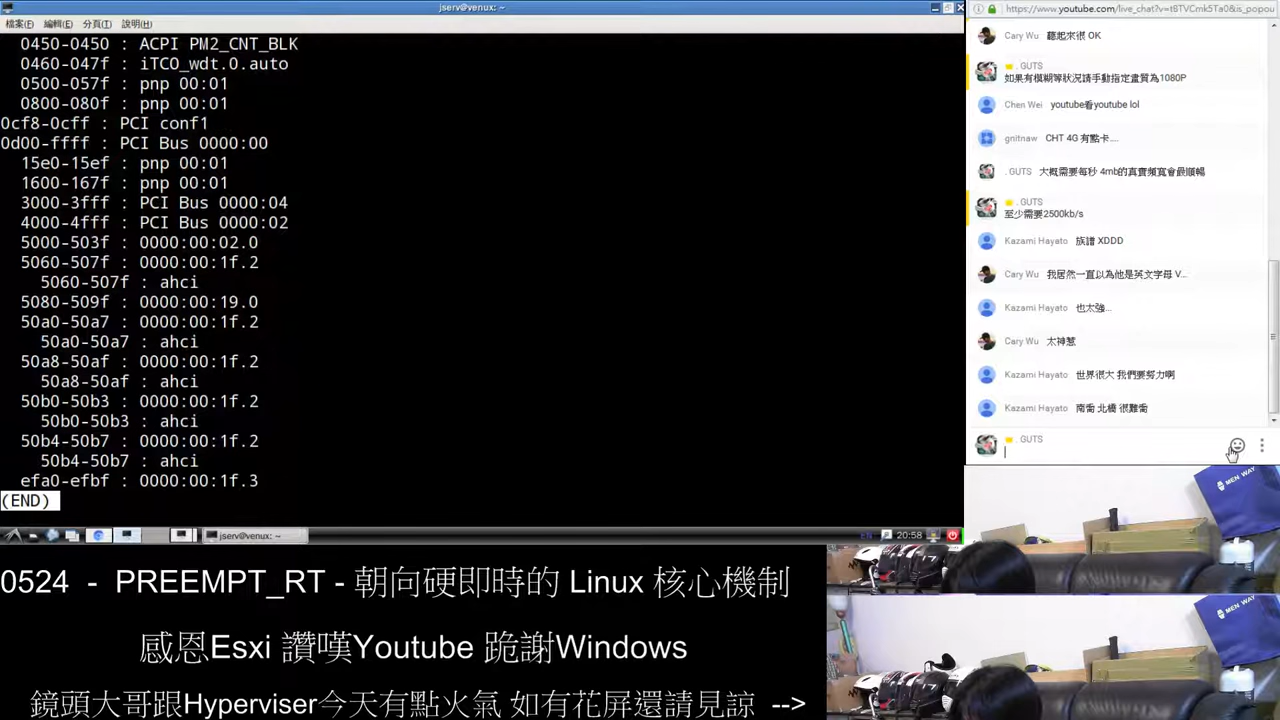 jserv@venux: ~
檔案(F) 編輯(E) 分頁(T) 說明(H)
0450-0450 : ACPI PM2_CNT_BLK
0460-047f : iTCO_wdt.0.auto
0500-057f : pnp 00:01
0800-080f : pnp 00:01
0cf8-0cff : PCI conf1
0d00-ffff : PCI Bus 0000:00
15e0-15ef : pnp 00:01
1600-167f : pnp 00:01
3000-3fff : PCI Bus 0000:04
4000-4fff : PCI Bus 0000:02
5000-503f : 0000:00:02.0
5060-507f : 0000:00:1f.2
5060-507f : ahci
5080-509f : 0000:00:19.0
50a0-50a7 : 0000:00:1f.2
50a0-50a7 : ahci
50a8-50af : 0000:00:1f.2
50a8-50af : ahci
50b0-50b3 : 0000:00:1f.2
50b0-50b3 : ahci
50b4-50b7 : 0000:00:1f.2
50b4-50b7 : ahci
efa0-efbf : 0000:00:1f.3
(END)
jserv@venux: ~
EN
20:58
https://www.youtube.com/live_chat?v=t8TVCmk5Ta0&is_popou
Cary Wu 聽起來很 OK
. GUTS
如果有模糊等狀況請手動指定畫質為1080P
Chen Wei youtube看youtube lol
gnitnaw CHT 4G 有點卡....
. GUTS 大概需要每秒 4mb的真實頻寬會最順暢
. GUTS
至少需要2500kb/s
Kazami Hayato 族譜 XDDD
Cary Wu 我居然一直以為他是英文字母 V...
Kazami Hayato 也太強...
Cary Wu 太神惹
Kazami Hayato 世界很大 我們要努力啊
Kazami Hayato 南喬 北橋 很難喬
. GUTS
MEN WAY
MEN WAY
0524 - PREEMPT_RT - 朝向硬即時的 Linux 核心機制
感恩Esxi 讚嘆Youtube 跪謝Windows
鏡頭大哥跟Hyperviser今天有點火氣 如有花屏還請見諒 -->